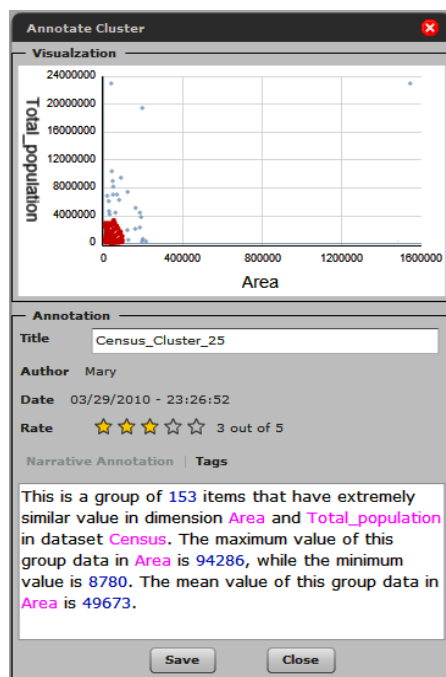 Annotate Cluster
Visualzation
24000000
20000000
16000000
12000000
8000000
4000000
0
Total_population
0 400000 800000 1200000 1600000
Area
Annotation
Title Census_Cluster_25
Author Mary
Date 03/29/2010 - 23:26:52
Rate 3 out of 5
Narrative Annotation | Tags
This is a group of 153 items that have extremely
similar value in dimension Area and Total_population
in dataset Census. The maximum value of this
group data in Area is 94286, while the minimum
value is 8780. The mean value of this group data in
Area is 49673.
Save Close